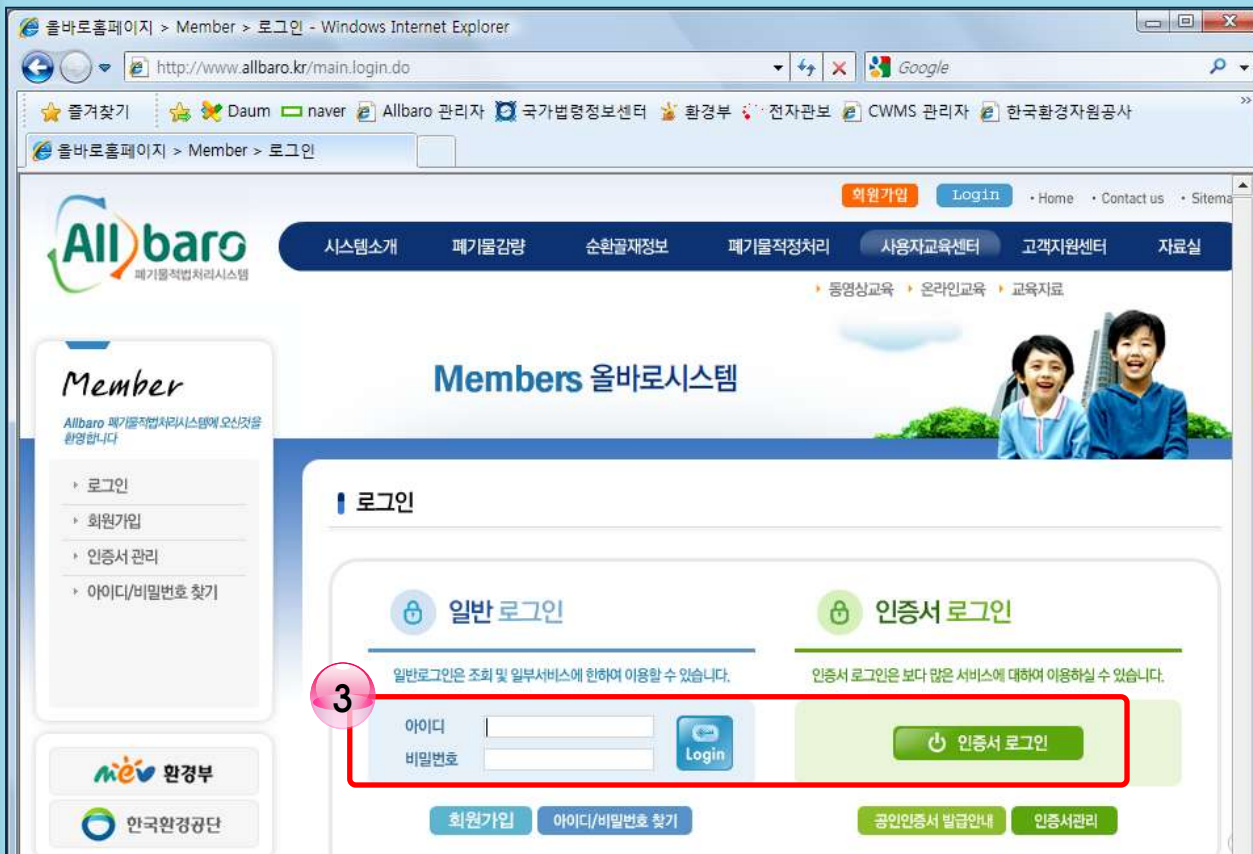 올바로홈페이지 > Member > 로그인 - Windows Internet Explorer
http://www.allbaro.kr/main.login.do
Google
즐겨찾기 Daum naver Allbaro 관리자 국가법령정보센터 환경부 전자관보 CWMS 관리자 한국환경자원공사
올바로홈페이지 > Member > 로그인
회원가입 Login · Home · Contact us · Sitema
Allbaro
폐기물적법처리시스템
시스템소개 폐기물감량 순환골재정보 폐기물적정처리 사용자교육센터 고객지원센터 자료실
동영상교육 온라인교육 교육지료
Member
Allbaro 폐기물적법처리시스템에 오신것을
환영합니다
Members 올바로시스템
로그인
회원가입
인증서 관리
아이디/비밀번호 찾기
로그인
일반 로그인
인증서 로그인
일반로그인은 조회 및 일부서비스에 한하여 이용할 수 있습니다.
인증서 로그인은 보다 많은 서비스에 대하여 이용하실 수 있습니다.
3
아이디
비밀번호
Login
인증서 로그인
회원가입 아이디/비밀번호 찾기
공인인증서 발급안내 인증서관리
mev 환경부
한국환경공단